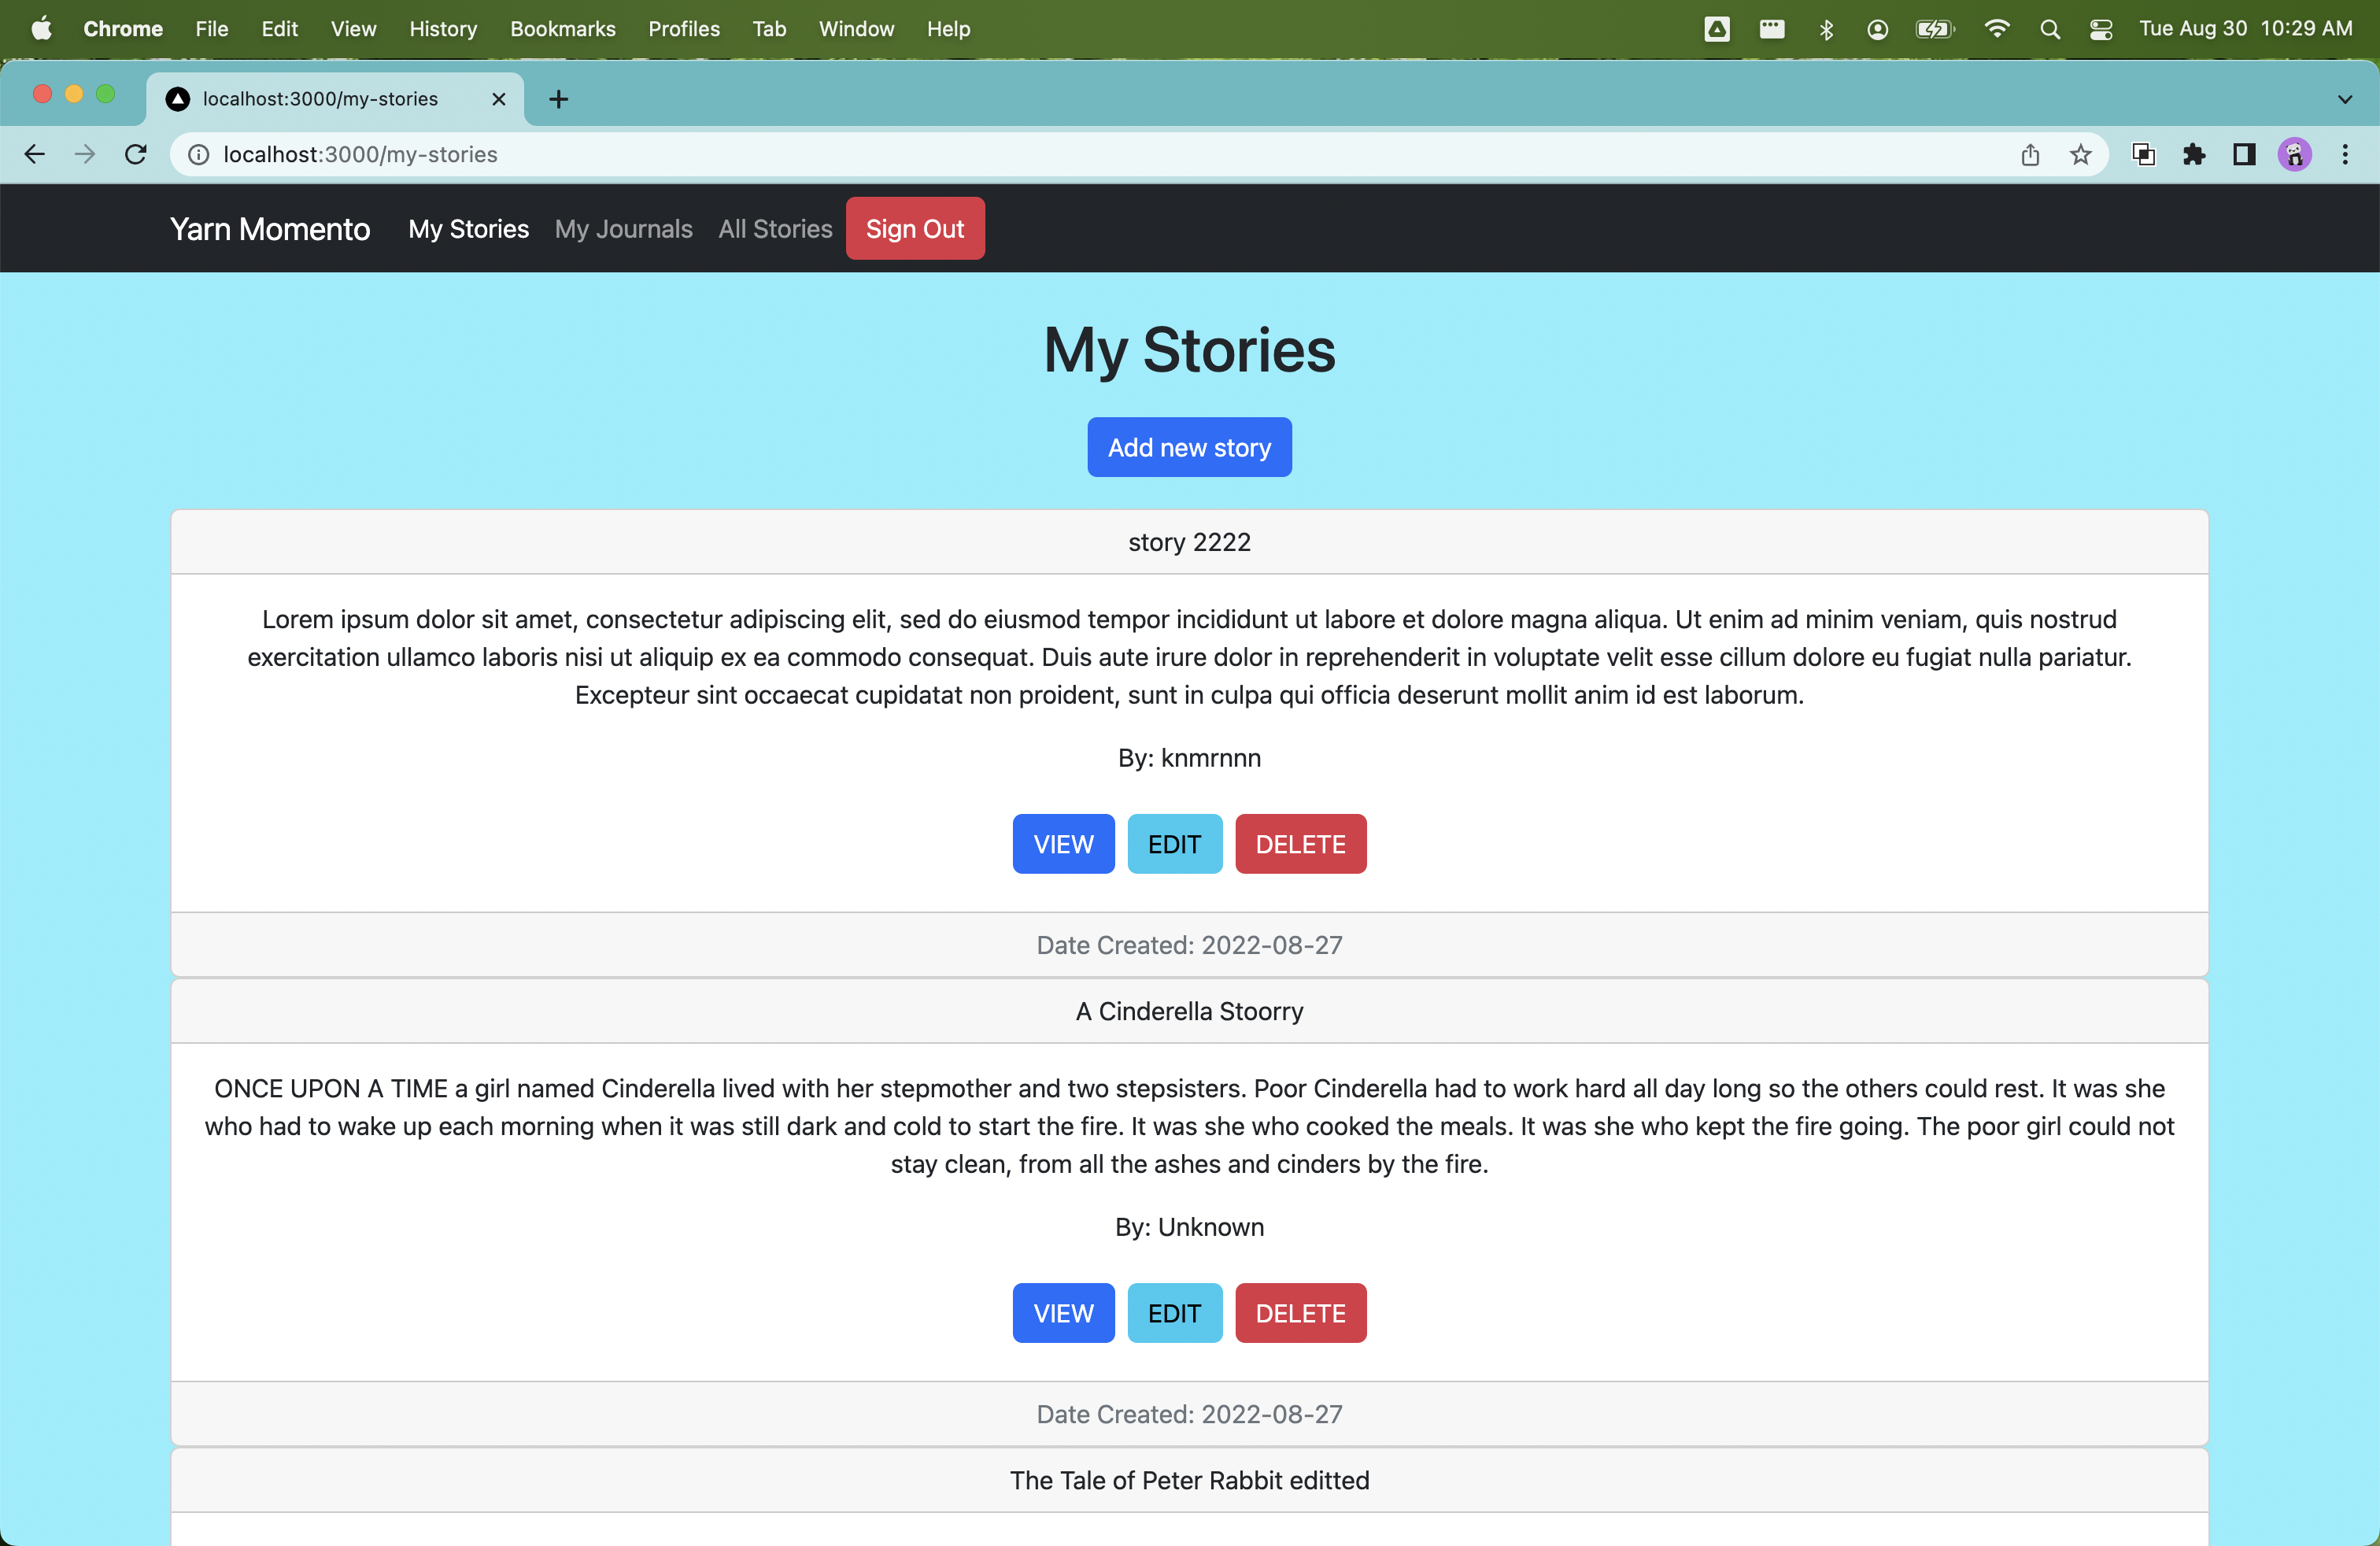 Chrome File Edit View History Bookmarks Profiles Tab Window Help Tue Aug 30 10:29 AM
localhost:3000/my-stories
localhost:3000/my-stories
Yarn Momento My Stories My Journals All Stories Sign Out
My Stories
Add new story
story 2222
Lorem ipsum dolor sit amet, consectetur adipiscing elit, sed do eiusmod tempor incididunt ut labore et dolore magna aliqua. Ut enim ad minim veniam, quis nostrud
exercitation ullamco laboris nisi ut aliquip ex ea commodo consequat. Duis aute irure dolor in reprehenderit in voluptate velit esse cillum dolore eu fugiat nulla pariatur.
Excepteur sint occaecat cupidatat non proident, sunt in culpa qui officia deserunt mollit anim id est laborum.
By: knmrnnn
VIEW EDIT DELETE
Date Created: 2022-08-27
A Cinderella Stoorry
ONCE UPON A TIME a girl named Cinderella lived with her stepmother and two stepsisters. Poor Cinderella had to work hard all day long so the others could rest. It was she
who had to wake up each morning when it was still dark and cold to start the fire. It was she who cooked the meals. It was she who kept the fire going. The poor girl could not
stay clean, from all the ashes and cinders by the fire.
By: Unknown
VIEW EDIT DELETE
Date Created: 2022-08-27
The Tale of Peter Rabbit editted